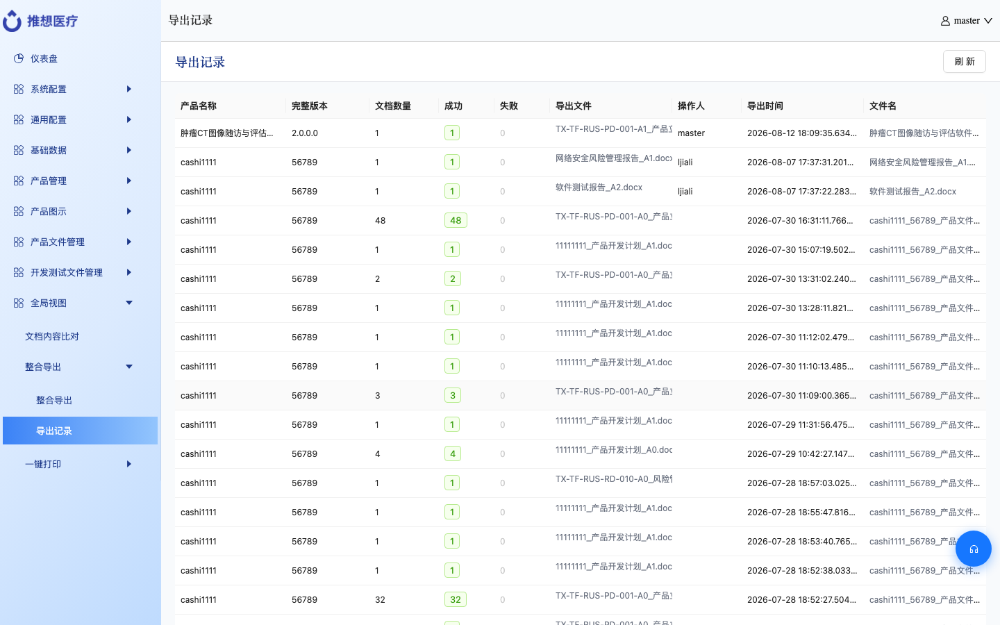 推想医疗
导出记录
master
仪表盘
系统配置
通用配置
基础数据
产品管理
产品图示
产品文件管理
开发测试文件管理
全局视图
文档内容比对
整合导出
整合导出
导出记录
一键打印
导出记录
刷 新
产品名称 完整版本 文档数量 成功 失败 导出文件 操作人 导出时间 文件名
肿瘤CT图像随访与评估... 2.0.0.0 1 1 0 TX-TF-RUS-PD-001-A1_产品 master 2026-08-12 18:09:35.634... 肿瘤CT图像随访与评估软件...
cashi1111 56789 1 1 0 网络安全风险管理报告_A1.docx ljiali 2026-08-07 17:37:31.201... 网络安全风险管理报告_A1....
cashi1111 56789 1 1 0 软件测试报告_A2.docx ljiali 2026-08-07 17:37:22.283... 软件测试报告_A2.docx
cashi1111 56789 48 48 0 TX-TF-RUS-PD-001-A0_产品 2026-07-30 16:31:11.766... cashi1111_56789_产品文件...
cashi1111 56789 1 1 0 11111111_产品开发计划_A1.doc 2026-07-30 15:07:19.502... cashi1111_56789_产品文件...
cashi1111 56789 2 2 0 TX-TF-RUS-PD-001-A0_产品 2026-07-30 13:31:02.240... cashi1111_56789_产品文件...
cashi1111 56789 1 1 0 11111111_产品开发计划_A1.doc 2026-07-30 13:28:11.821... cashi1111_56789_产品文件...
cashi1111 56789 1 1 0 11111111_产品开发计划_A1.doc 2026-07-30 11:12:02.479... cashi1111_56789_产品文件...
cashi1111 56789 1 1 0 11111111_产品开发计划_A1.doc 2026-07-30 11:10:13.485... cashi1111_56789_产品文件...
cashi1111 56789 3 3 0 TX-TF-RUS-PD-001-A0_产品 2026-07-30 11:09:00.365... cashi1111_56789_产品文件...
cashi1111 56789 1 1 0 11111111_产品开发计划_A1.doc 2026-07-29 11:31:56.475... cashi1111_56789_产品文件...
cashi1111 56789 4 4 0 11111111_产品开发计划_A0.doc 2026-07-29 10:42:27.147... cashi1111_56789_产品文件...
cashi1111 56789 1 1 0 TX-TF-RUS-RD-010-A0_风险 2026-07-28 18:57:03.025... cashi1111_56789_产品文件...
cashi1111 56789 1 1 0 11111111_产品开发计划_A1.doc 2026-07-28 18:55:47.816... cashi1111_56789_产品文件...
cashi1111 56789 1 1 0 11111111_产品开发计划_A1.doc 2026-07-28 18:53:40.765... cashi1111_56789_产品
cashi1111 56789 1 1 0 11111111_产品开发计划_A1.doc 2026-07-28 18:52:38.033... cashi1111_56789_产品文件...
cashi1111 56789 32 32 0 TX-TF-RUS-PD-001-A0_产品 2026-07-28 18:52:27.504... cashi1111_56789_产品文件...